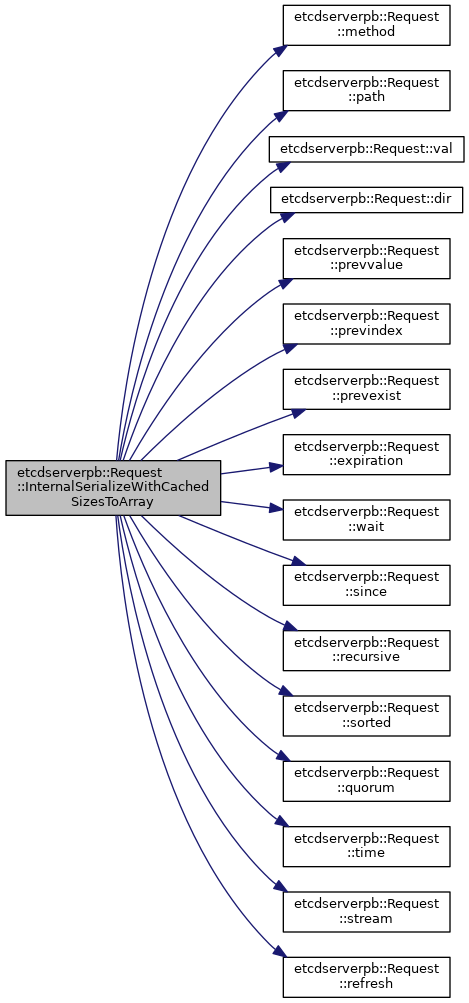 etcdserverpb::Request
::InternalSerializeWithCached
SizesToArray
etcdserverpb::Request
::method
etcdserverpb::Request
::path
etcdserverpb::Request::val
etcdserverpb::Request::dir
etcdserverpb::Request
::prevvalue
etcdserverpb::Request
::previndex
etcdserverpb::Request
::prevexist
etcdserverpb::Request
::expiration
etcdserverpb::Request
::wait
etcdserverpb::Request
::since
etcdserverpb::Request
::recursive
etcdserverpb::Request
::sorted
etcdserverpb::Request
::quorum
etcdserverpb::Request
::time
etcdserverpb::Request
::stream
etcdserverpb::Request
::refresh